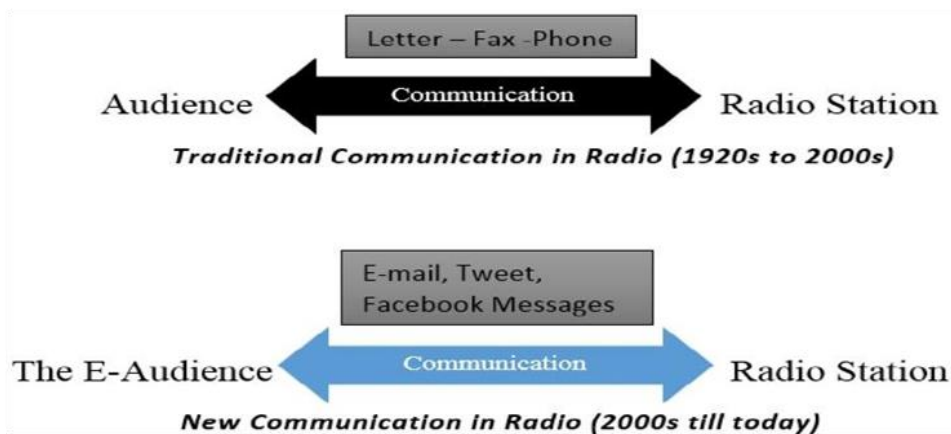 Letter – Fax -Phone
Audience Communication Radio Station
Traditional Communication in Radio (1920s to 2000s)
E-mail, Tweet,
Facebook Messages
The E-Audience Communication Radio Station
New Communication in Radio (2000s till today)